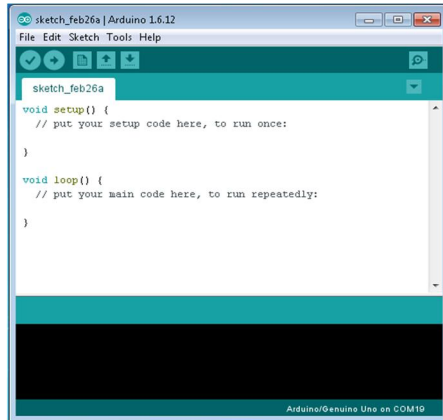 sketch_feb26a | Arduino 1.6.12
File Edit Sketch Tools Help
sketch_feb26a
void setup() {
  // put your setup code here, to run once:

}

void loop() {
  // put your main code here, to run repeatedly:

}
Arduino/Genuino Uno on COM19